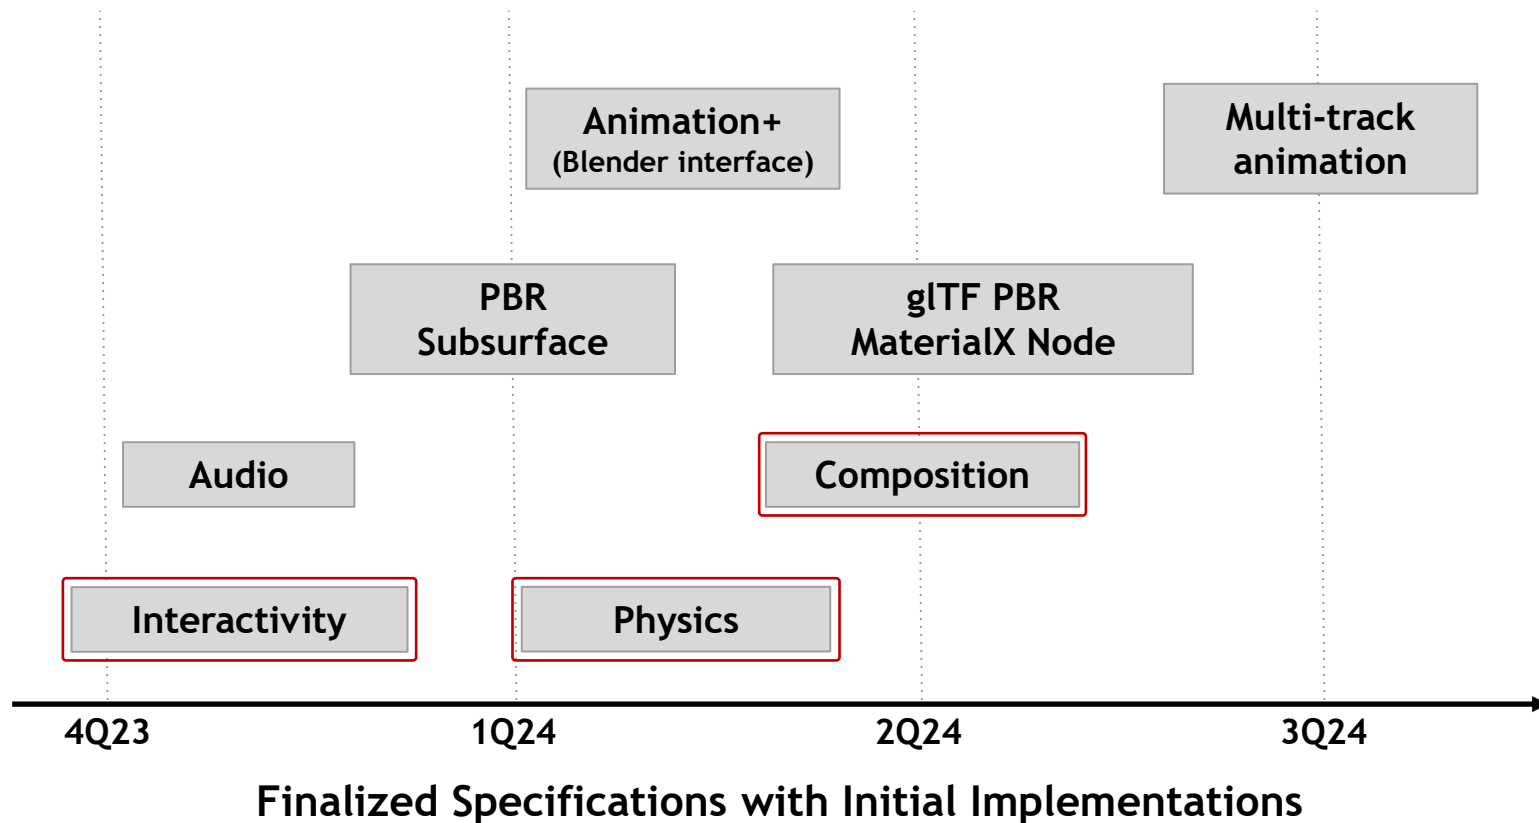 Animation+
(Blender interface)
Multi-track
animation
PBR
Subsurface
glTF PBR
MaterialX Node
Audio
Composition
Interactivity
Physics
4Q23
1Q24
2Q24
3Q24
Finalized Specifications with Initial Implementations